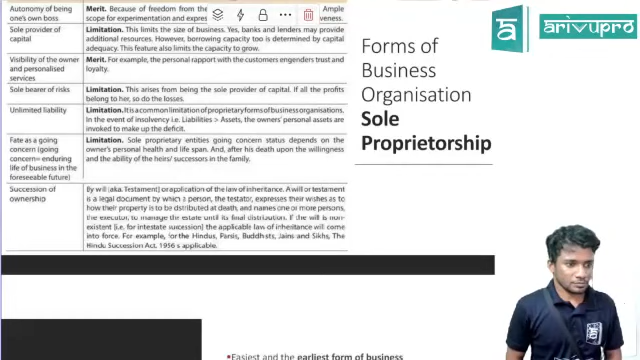 Autonomy of being one's own boss
Merit. Because of freedom from the Ample
scope for experimentation and expres iveness.
Sole provider of capital
Limitation. This limits the size of business. Yes, banks and lenders may provide
additional resources. However, borrowing capacity too is determined by capital
adequacy. This feature also limits the capacity to grow.
Visibility of the owner and personalised services
Merit. For example, the personal rapport with the customers engenders trust and
loyalty.
Sole bearer of risks
Limitation. This arises from being the sole provider of capital. If all the profits
belong to her, so do the losses.
Unlimited liability
Limitation. It is a common limitation of proprietary forms of business organisations.
In the event of insolvency i.e. Liabilities > Assets, the owners' personal assets are
invoked to make up the deficit.
Fate as a going concern (going concern= enduring life of business in the foreseeable future)
Limitation. Sole proprietary entities going concern status depends on the
owner's personal health and life span. And, after his death upon the willingness
and the ability of the heirs/successors in the family.
Succession of ownership
By will [aka. Testament] or application of the law of inheritance. A will or testament
is a legal document by which a person, the testator, expresses their wishes as to
how their property is to be distributed at death, and names one or more persons,
the executor, to manage the estate until its final distribution. If the will is non-
existent [i.e. for intestate succession] the applicable law of inheritance will come
into force. For example, for the Hindus, Parsis, Buddhists, Jains and Sikhs, The
Hindu Succession Act, 1956 is applicable.
Forms of
Business
Organisation
Sole
Proprietorship
arivupro
▪Easiest and the earliest form of business